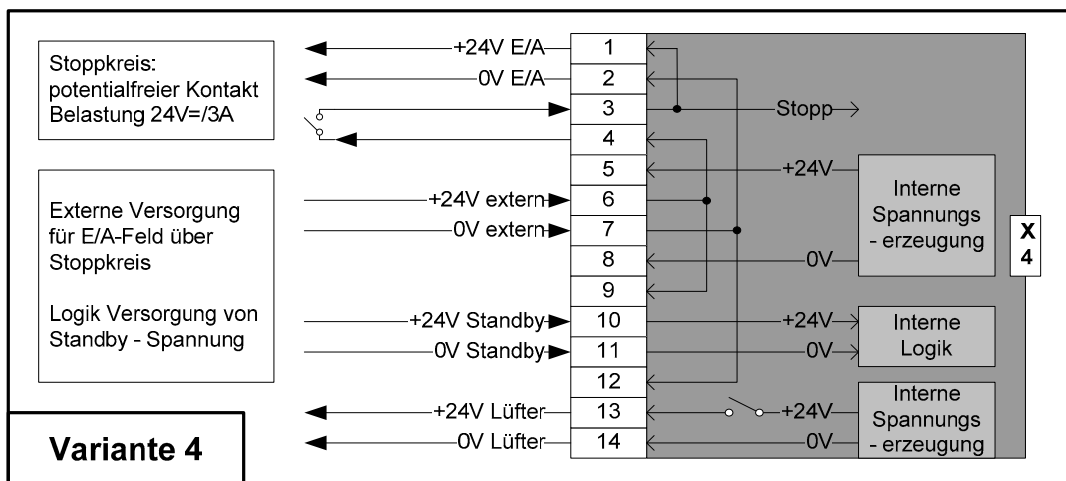 Stoppkreis:
potentialfreier Kontakt
Belastung 24V=/3A
Externe Versorgung
für E/A-Feld über
Stoppkreis
Logik Versorgung von
Standby - Spannung
Variante 4
+24V E/A
0V E/A
+24V extern
0V extern
+24V Standby
0V Standby
+24V Lüfter
0V Lüfter
1
2
3
4
5
6
7
8
9
10
11
12
13
14
Stopp
+24V
0V
Interne
Spannungs
- erzeugung
+24V
0V
Interne
Logik
+24V
0V
Interne
Spannungs
- erzeugung
X
4